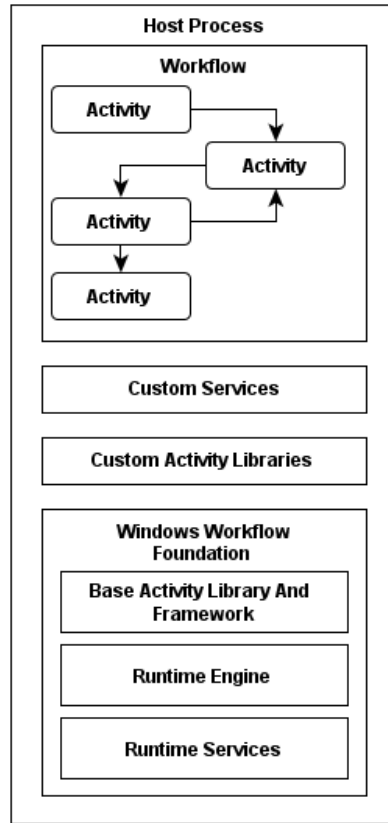 Host Process
Workflow
Activity
Activity
Activity
Activity
Custom Services
Custom Activity Libraries
Windows Workflow
Foundation
Base Activity Library And
Framework
Runtime Engine
Runtime Services